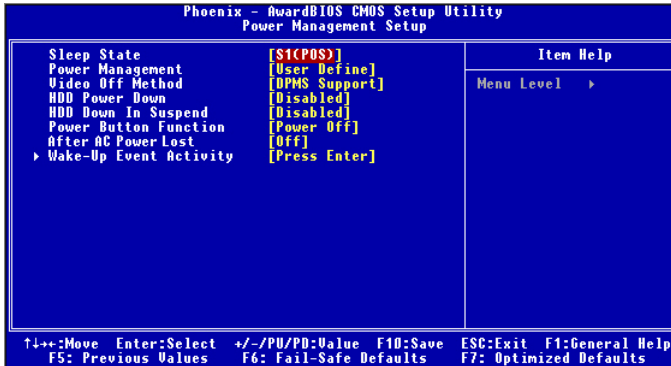 Phoenix - AwardBIOS CMOS Setup Utility
Power Management Setup
Sleep State [S1(POS)]
Power Management [User Define]
Video Off Method [DPMS Support]
HDD Power Down [Disabled]
HDD Down In Suspend [Disabled]
Power Button Function [Power Off]
After AC Power Lost [Off]
▸ Wake-Up Event Activity [Press Enter]
Item Help
Menu Level ▸
↑↓→←:Move Enter:Select +/-/PU/PD:Value F10:Save ESC:Exit F1:General Help
F5: Previous Values F6: Fail-Safe Defaults F7: Optimized Defaults